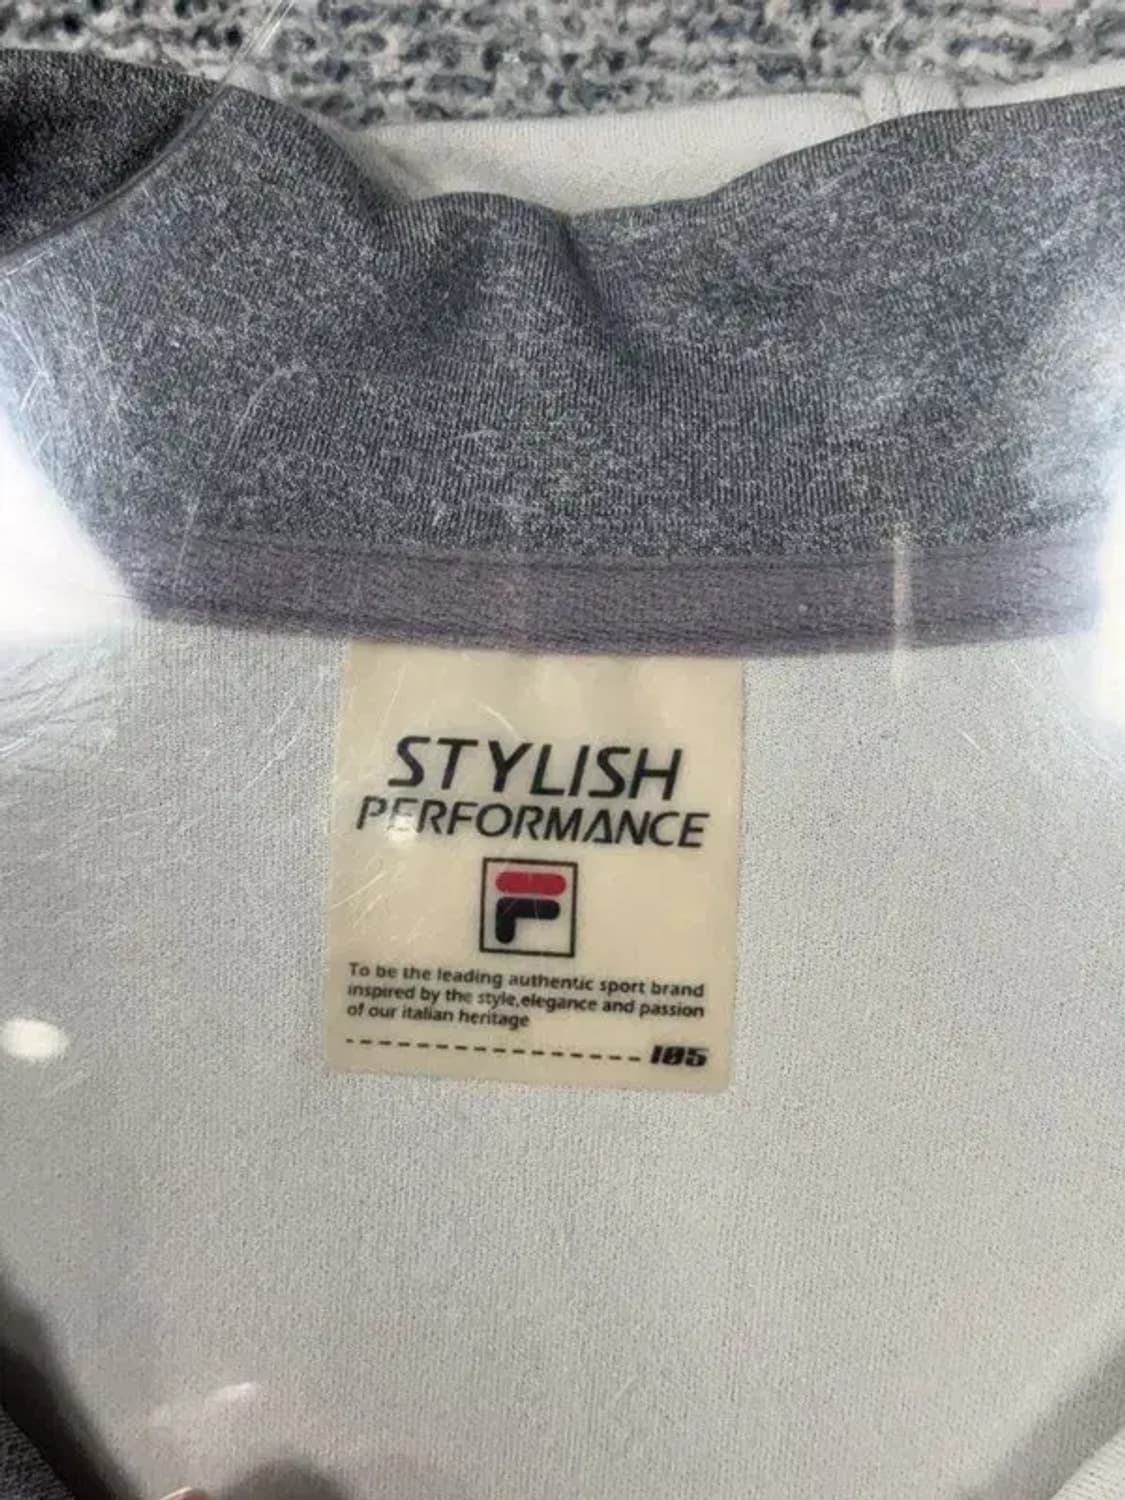 STYLISH
PERFORMANCE
F
To be the leading authentic sport brand
inspired by the style,elegance and passion
of our italian heritage
105